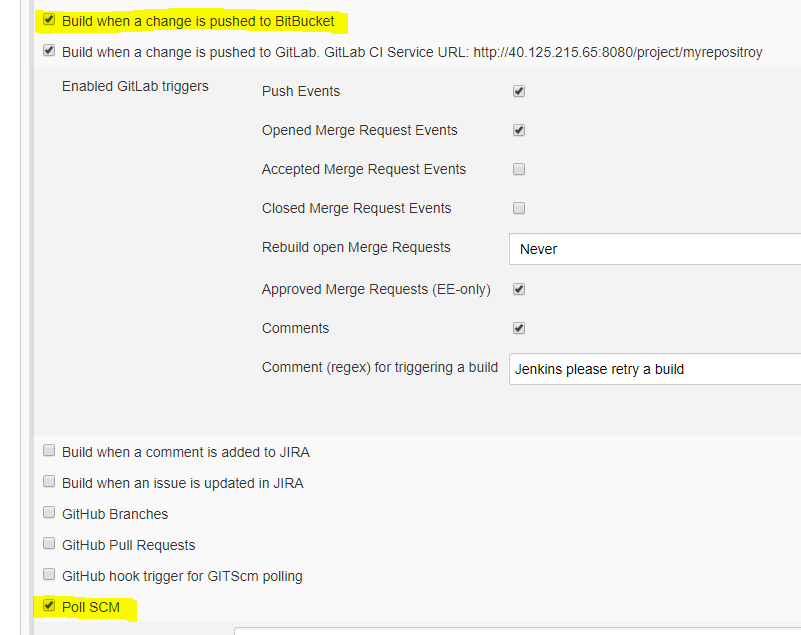 Build when a change is pushed to BitBucket
Build when a change is pushed to GitLab. GitLab CI Service URL: http://40.125.215.65:8080/project/myrepositroy
Enabled GitLab triggers
Push Events
Opened Merge Request Events
Accepted Merge Request Events
Closed Merge Request Events
Rebuild open Merge Requests Never
Approved Merge Requests (EE-only)
Comments
Comment (regex) for triggering a build Jenkins please retry a build
Build when a comment is added to JIRA
Build when an issue is updated in JIRA
GitHub Branches
GitHub Pull Requests
GitHub hook trigger for GITScm polling
Poll SCM